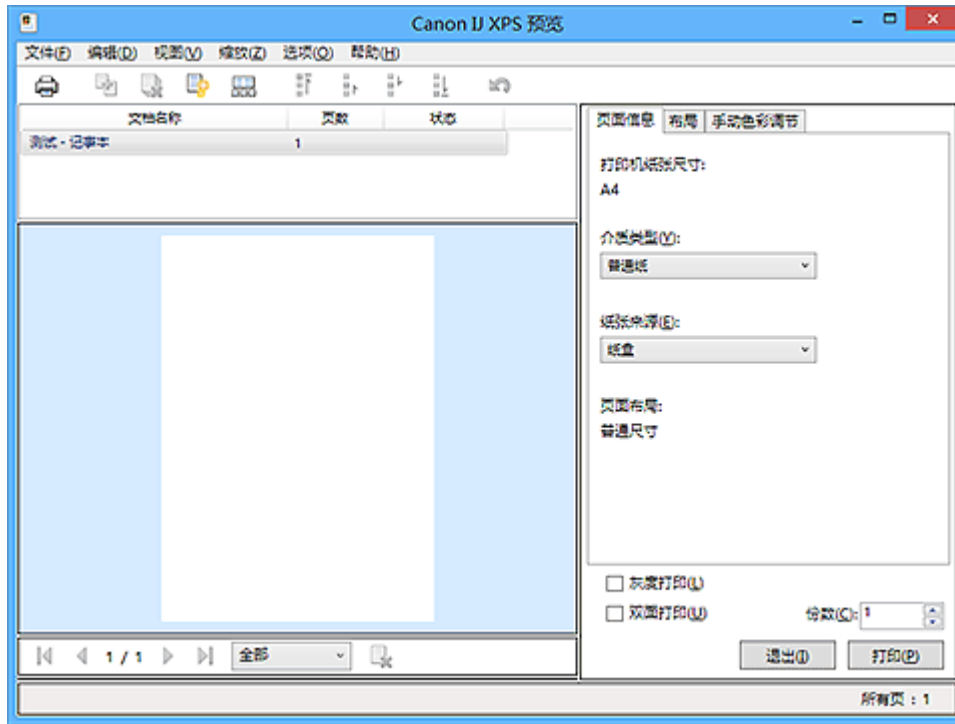 Canon IJ XPS 预览
文件(F) 编辑(D) 视图(V) 缩放(Z) 选项(O) 帮助(H)
文档名称 页数 状态
测试 - 记事本 1
页面信息 布局 手动色彩调节
打印机纸张尺寸:
A4
介质类型(Y):
普通纸
纸张来源(E):
纸盒
页面布局:
普通尺寸
灰度打印(L)
双面打印(U) 份数(C): 1
1 / 1 全部
退出(I) 打印(P)
所有页 : 1